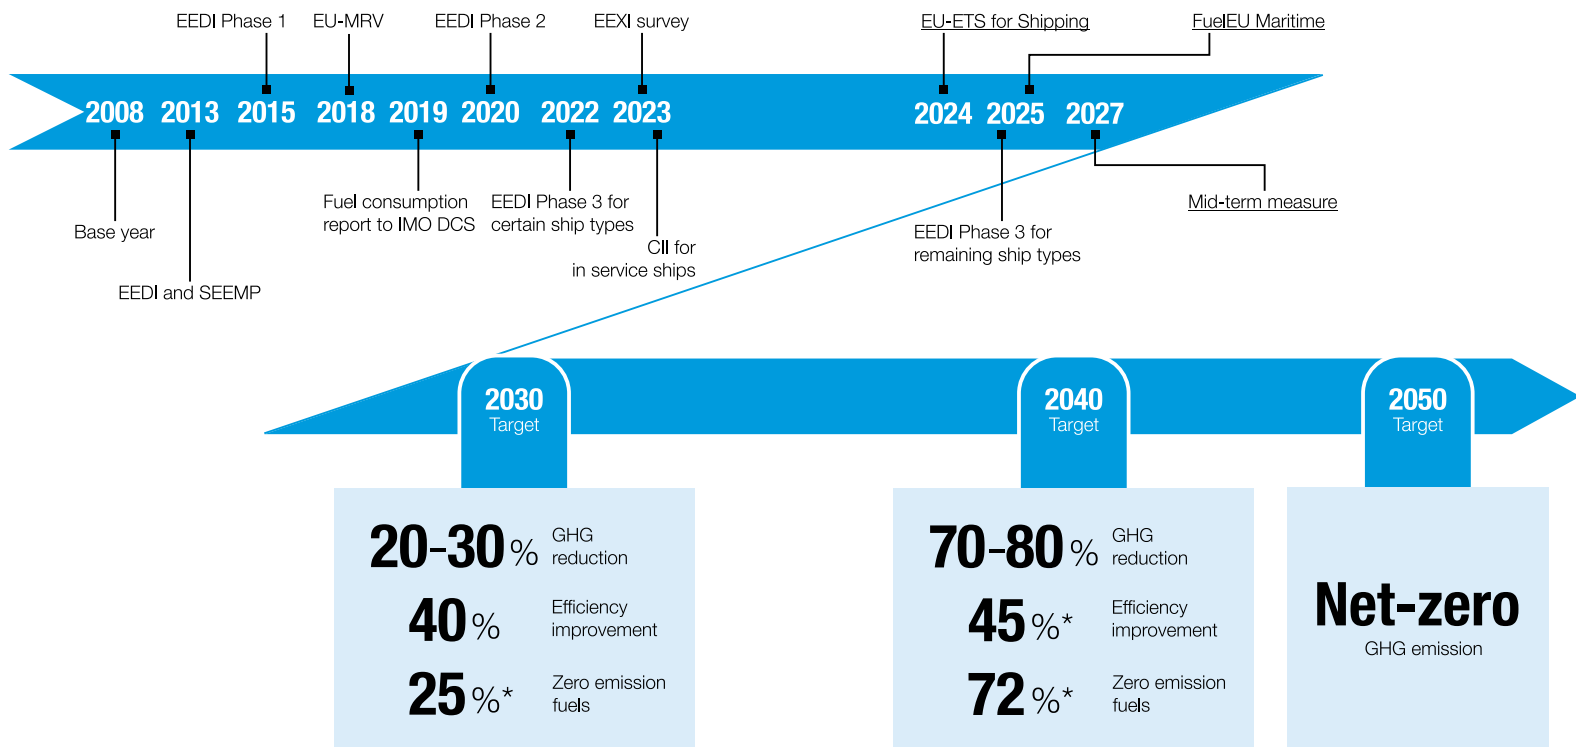 EEDI Phase 1
EU-MRV
EEDI Phase 2
EEXI survey
EU-ETS for Shipping
FuelEU Maritime
2008
2013
2015
2018
2019
2020
2022
2023
2024
2025
2027
Base year
EEDI and SEEMP
Fuel consumption
report to IMO DCS
EEDI Phase 3 for
certain ship types
CII for
in service ships
EEDI Phase 3 for
remaining ship types
Mid-term measure
2030
Target
2040
Target
2050
Target
20-30 %
GHG
reduction
40 %
Efficiency
improvement
25 %*
Zero emission
fuels
70-80 %
GHG
reduction
45 %*
Efficiency
improvement
72 %*
Zero emission
fuels
Net-zero
GHG emission